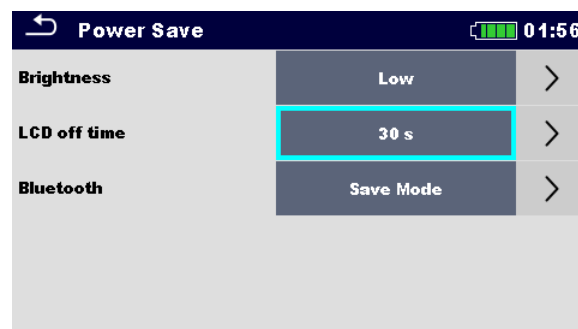 Power Save 01:56
Brightness Low
LCD off time 30 s
Bluetooth Save Mode